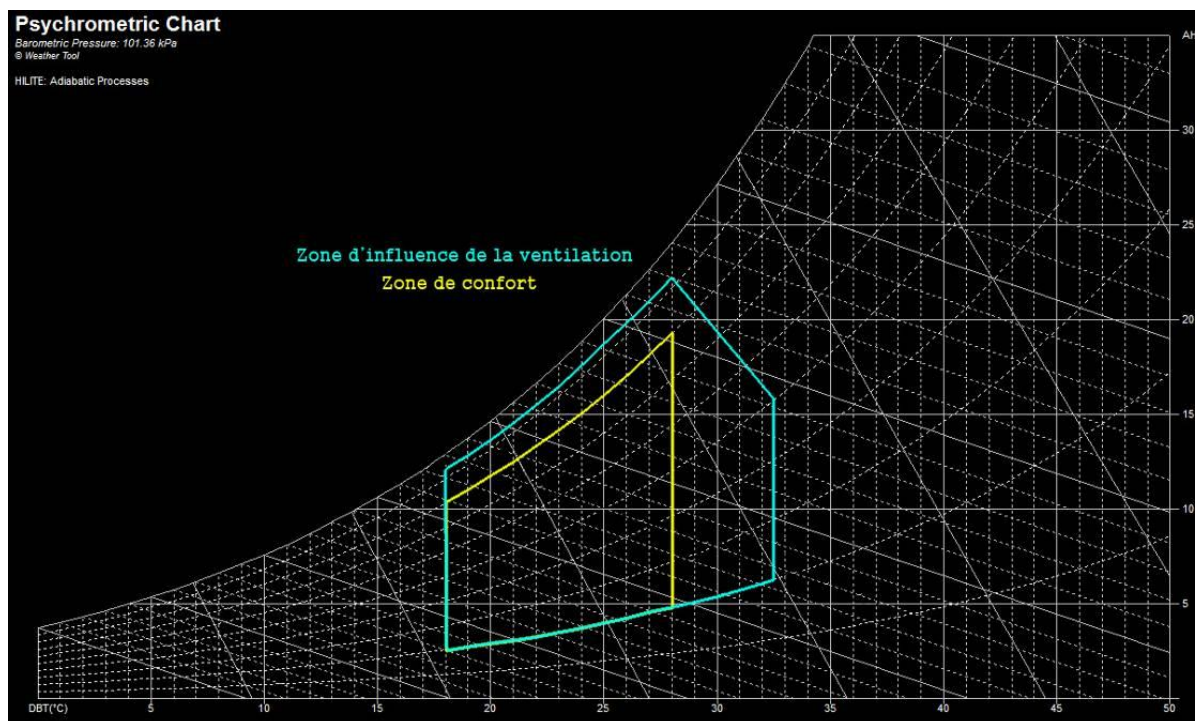 Psychrometric Chart
Barometric Pressure: 101.36 kPa
© Weather Tool
HILITE: Adiabatic Processes
AH
30
25
Zone d'influence de la ventilation
Zone de confort
20
15
10
5
DBT(°C) 5 10 15 20 25 30 35 40 45 50